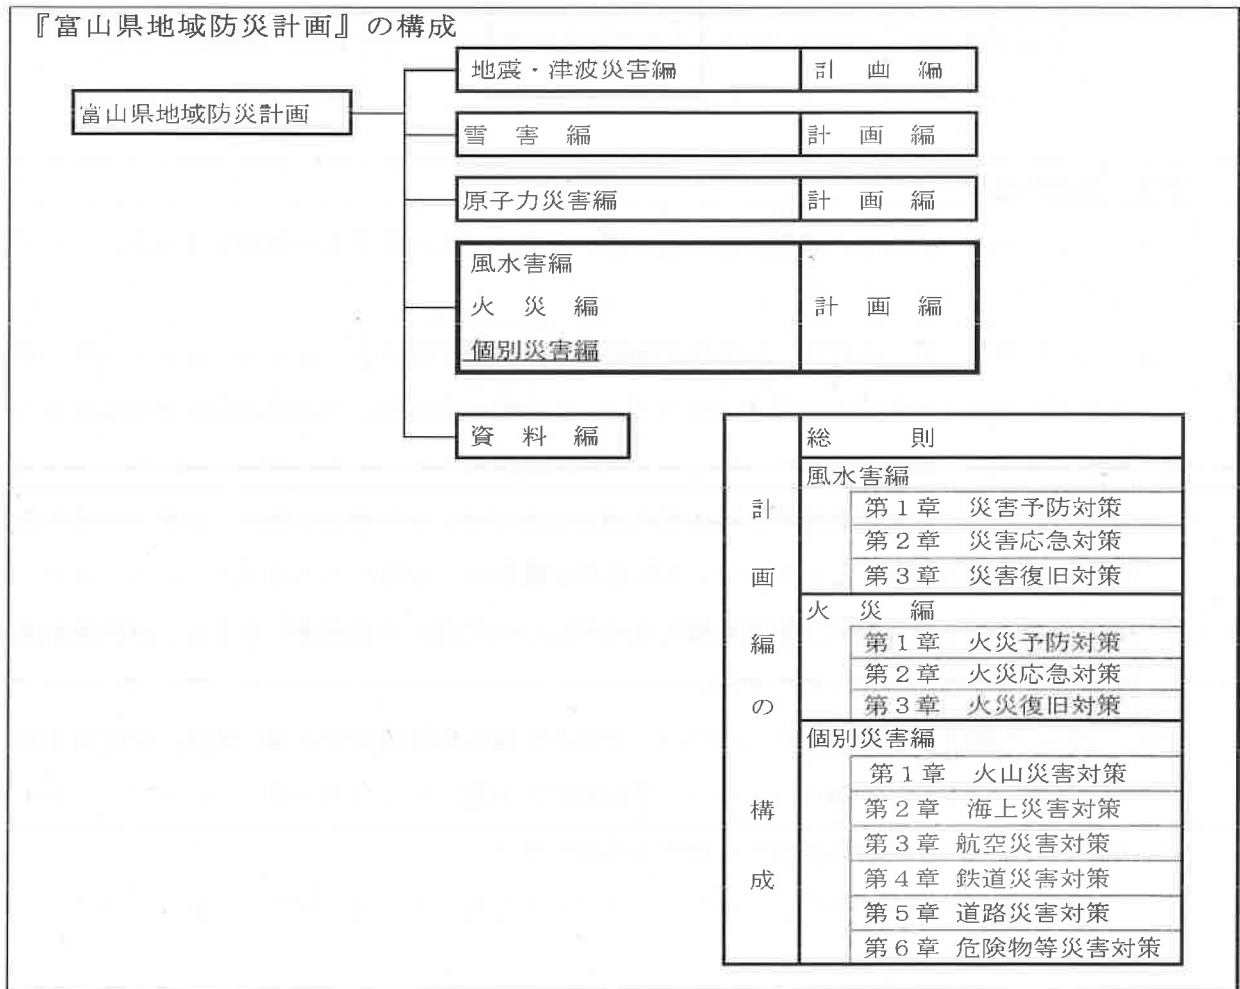 『富山県地域防災計画』の構成
富山県地域防災計画
地震・津波災害編 計画編
雪害編 計画編
原子力災害編 計画編
風水害編
火災編 計画編
個別災害編
資料編
計画編の構成
総則
風水害編
第1章 災害予防対策
第2章 災害応急対策
第3章 災害復旧対策
火災編
第1章 火災予防対策
第2章 火災応急対策
第3章 火災復旧対策
個別災害編
第1章 火山災害対策
第2章 海上災害対策
第3章 航空災害対策
第4章 鉄道災害対策
第5章 道路災害対策
第6章 危険物等災害対策